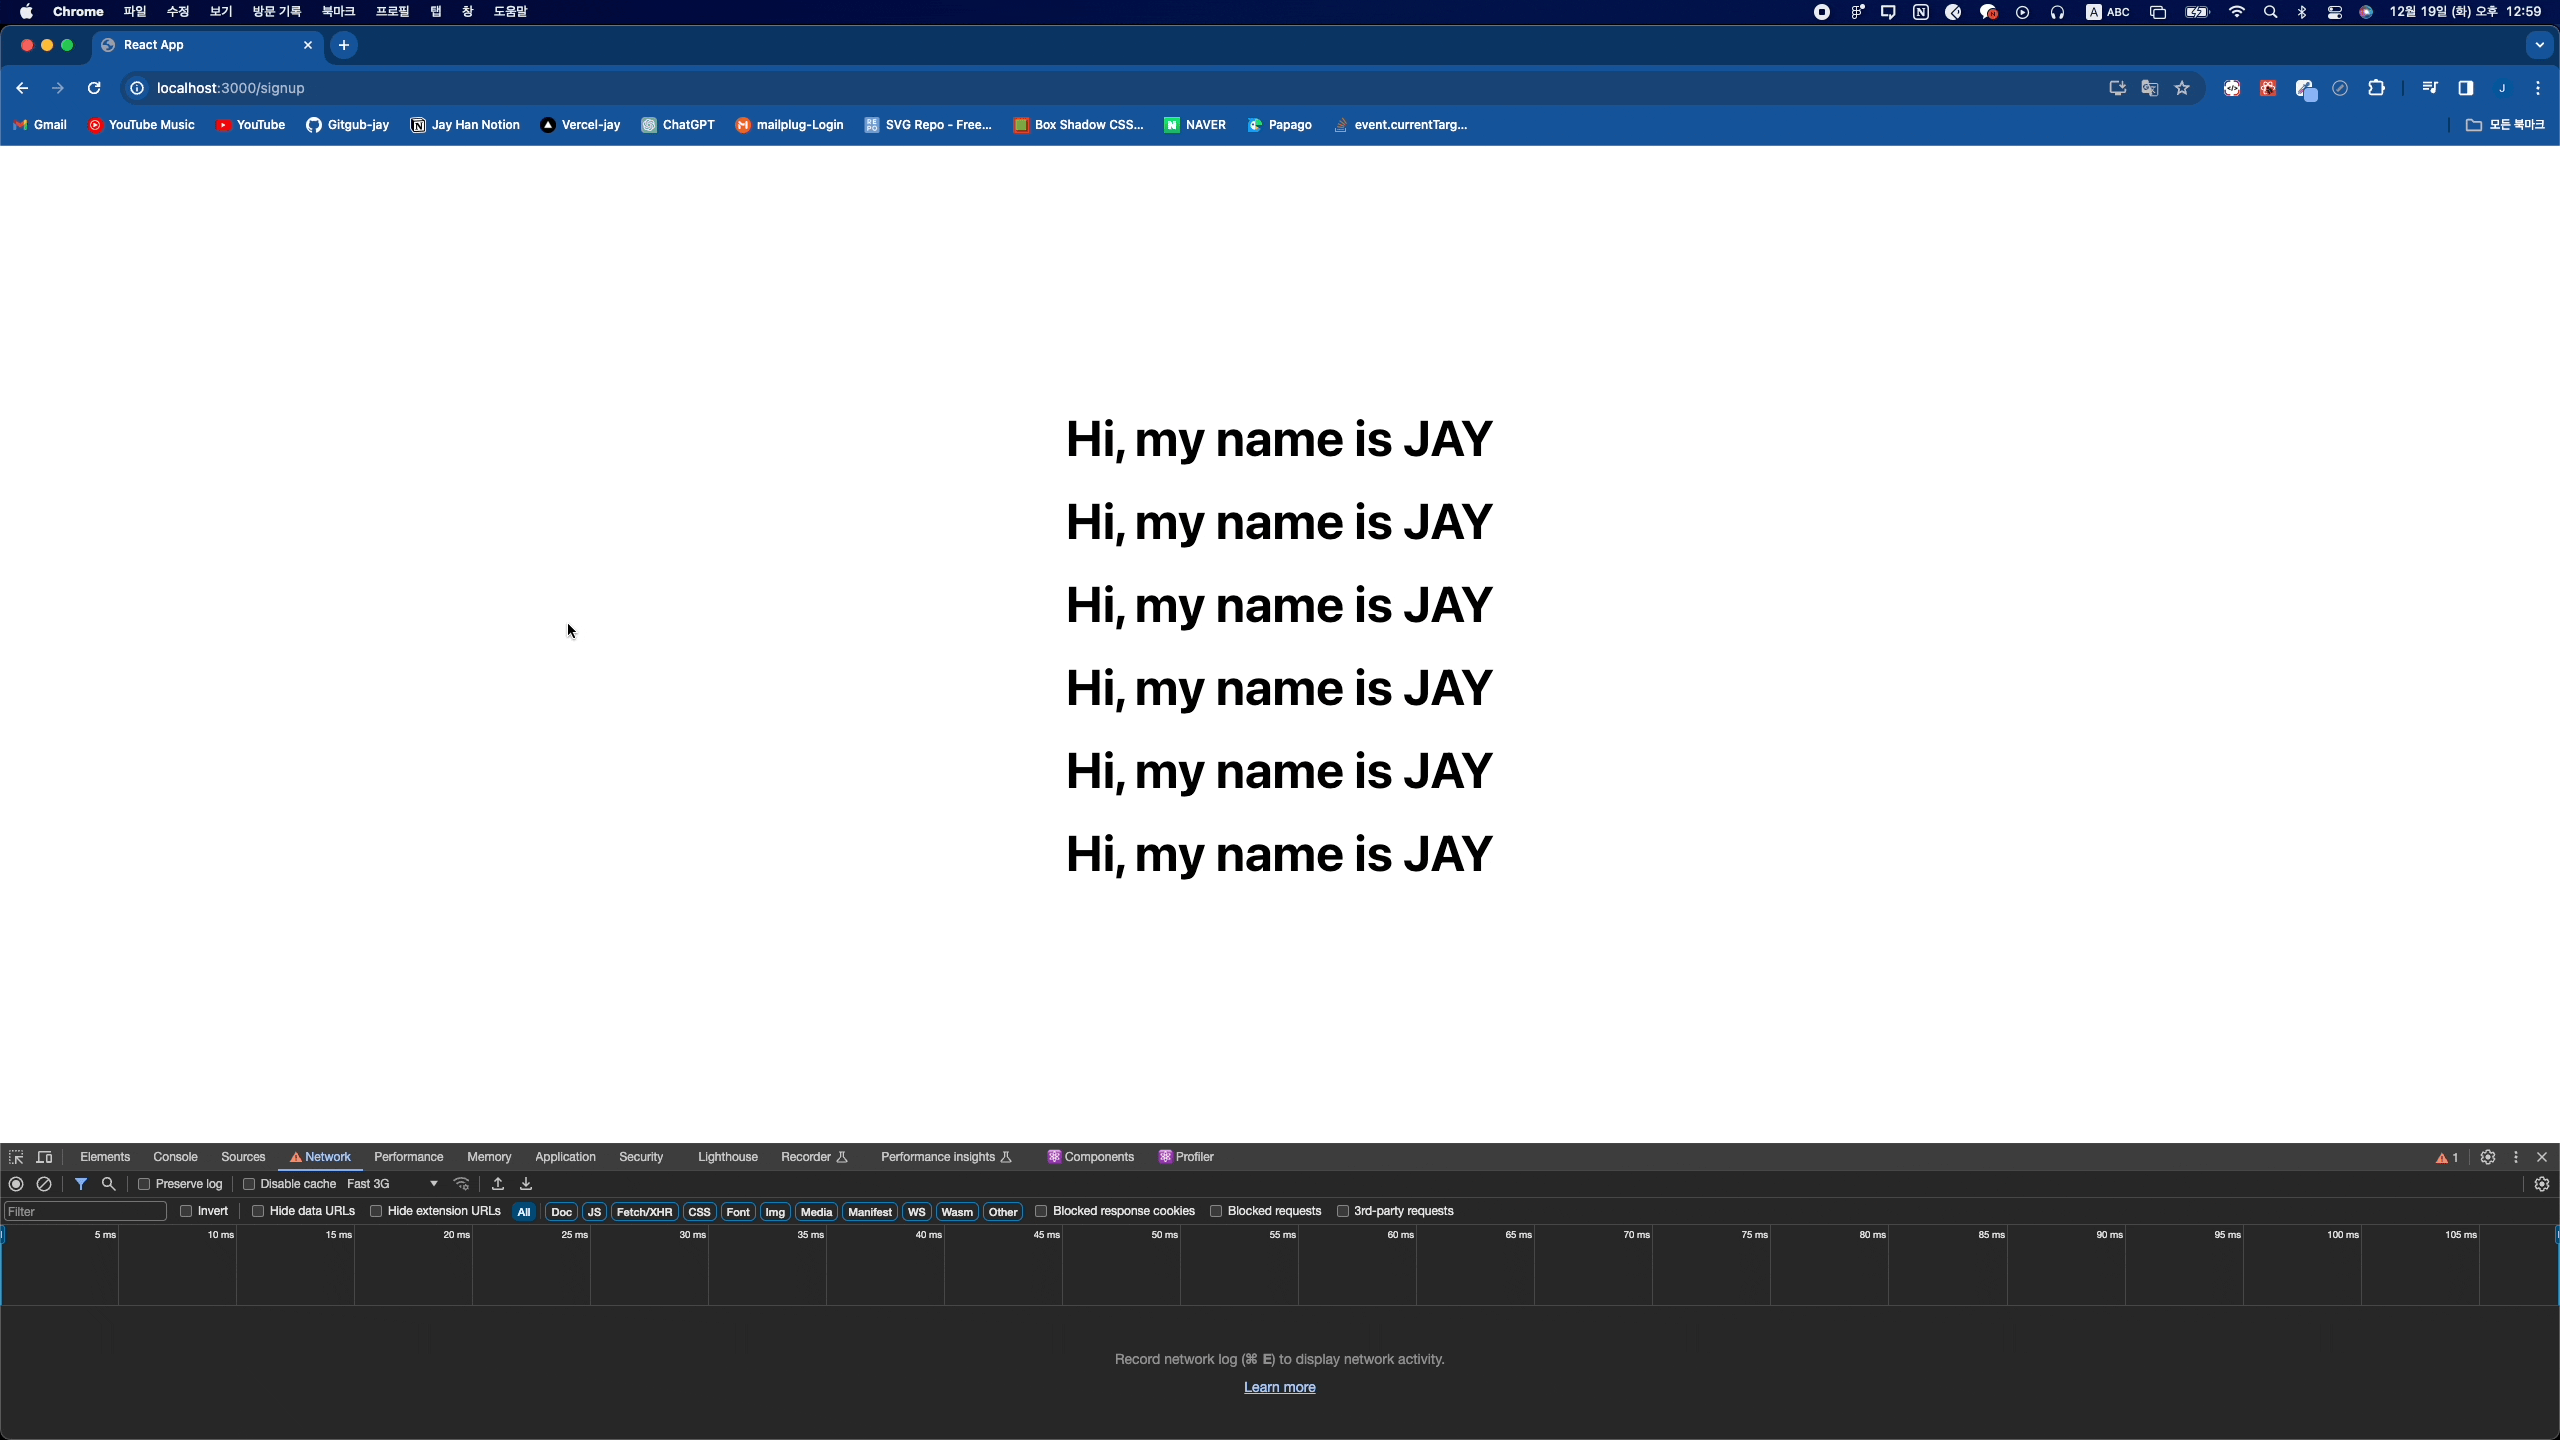 Chrome 파일 수정 보기 방문 기록 북마크 프로필 탭 창 도움말 A ABC 12월 19일 (화) 오후 12:59
React App
localhost:3000/signup J
Gmail YouTube Music YouTube Gitgub-jay Jay Han Notion Vercel-jay ChatGPT mailplug-Login SVG Repo - Free... Box Shadow CSS... NAVER Papago event.currentTarg... 모든 북마크
Hi, my name is JAY
Hi, my name is JAY
Hi, my name is JAY
Hi, my name is JAY
Hi, my name is JAY
Hi, my name is JAY
Elements Console Sources Network Performance Memory Application Security Lighthouse Recorder Performance insights Components Profiler 1
Preserve log Disable cache Fast 3G
Filter Invert Hide data URLs Hide extension URLs All Doc JS Fetch/XHR CSS Font Img Media Manifest WS Wasm Other Blocked response cookies Blocked requests 3rd-party requests
5 ms 10 ms 15 ms 20 ms 25 ms 30 ms 35 ms 40 ms 45 ms 50 ms 55 ms 60 ms 65 ms 70 ms 75 ms 80 ms 85 ms 90 ms 95 ms 100 ms 105 ms
Record network log (⌘ E) to display network activity.
Learn more